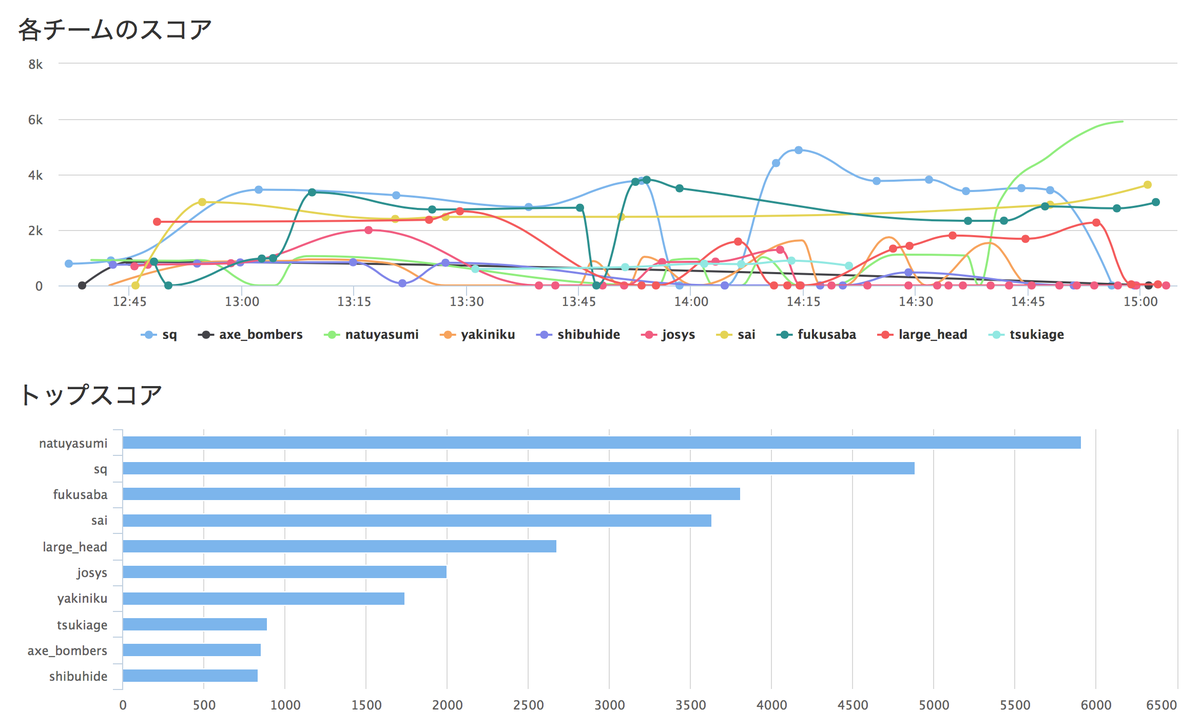 各チームのスコア
8k
6k
4k
2k
0
12:45 13:00 13:15 13:30 13:45 14:00 14:15 14:30 14:45 15:00
sq axe_bombers natuyasumi yakiniku shibuhide josys sai fukusaba large_head tsukiage
トップスコア
natuyasumi
sq
fukusaba
sai
large_head
josys
yakiniku
tsukiage
axe_bombers
shibuhide
0 500 1000 1500 2000 2500 3000 3500 4000 4500 5000 5500 6000 6500